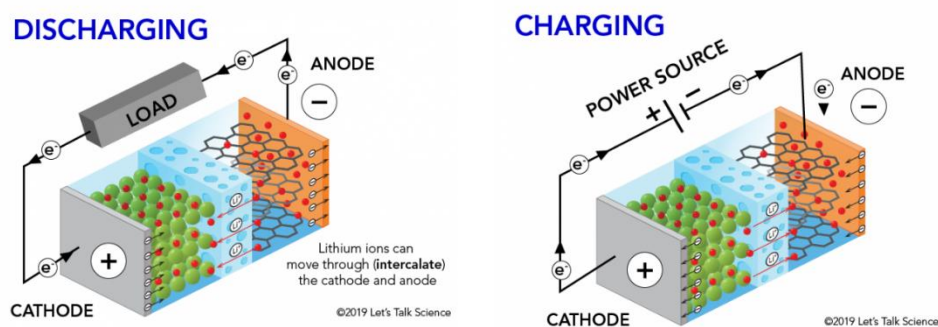 DISCHARGING
e-
e-
ANODE
−
LOAD
e-
e-
+
Li+
Li+
Li+
CATHODE
Lithium ions can
move through (intercalate)
the cathode and anode
©2019 Let's Talk Science
CHARGING
POWER SOURCE
+ −
e-
e-
ANODE
−
e-
e-
+
Li+
Li+
Li+
CATHODE
©2019 Let's Talk Science